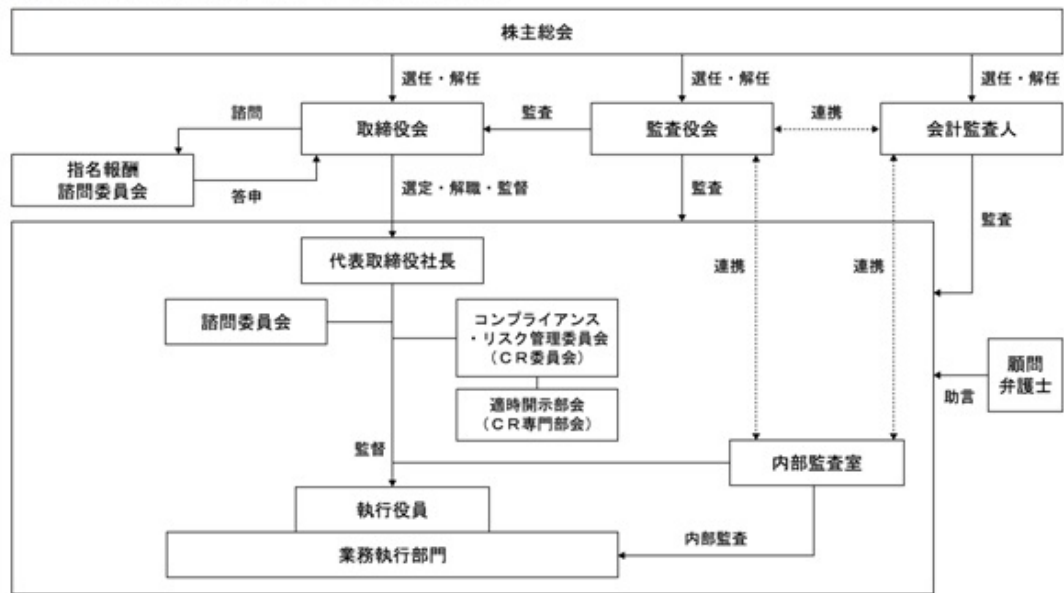 株主総会
選任・解任
選任・解任
選任・解任
諮問
取締役会
監査
監査役会
連携
会計監査人
指名報酬
諮問委員会
答申
選定・解職・監督
監査
監査
代表取締役社長
連携
連携
諮問委員会
コンプライアンス
・リスク管理委員会
(CR委員会)
適時開示部会
(CR専門部会)
顧問
弁護士
助言
監督
内部監査室
執行役員
業務執行部門
内部監査